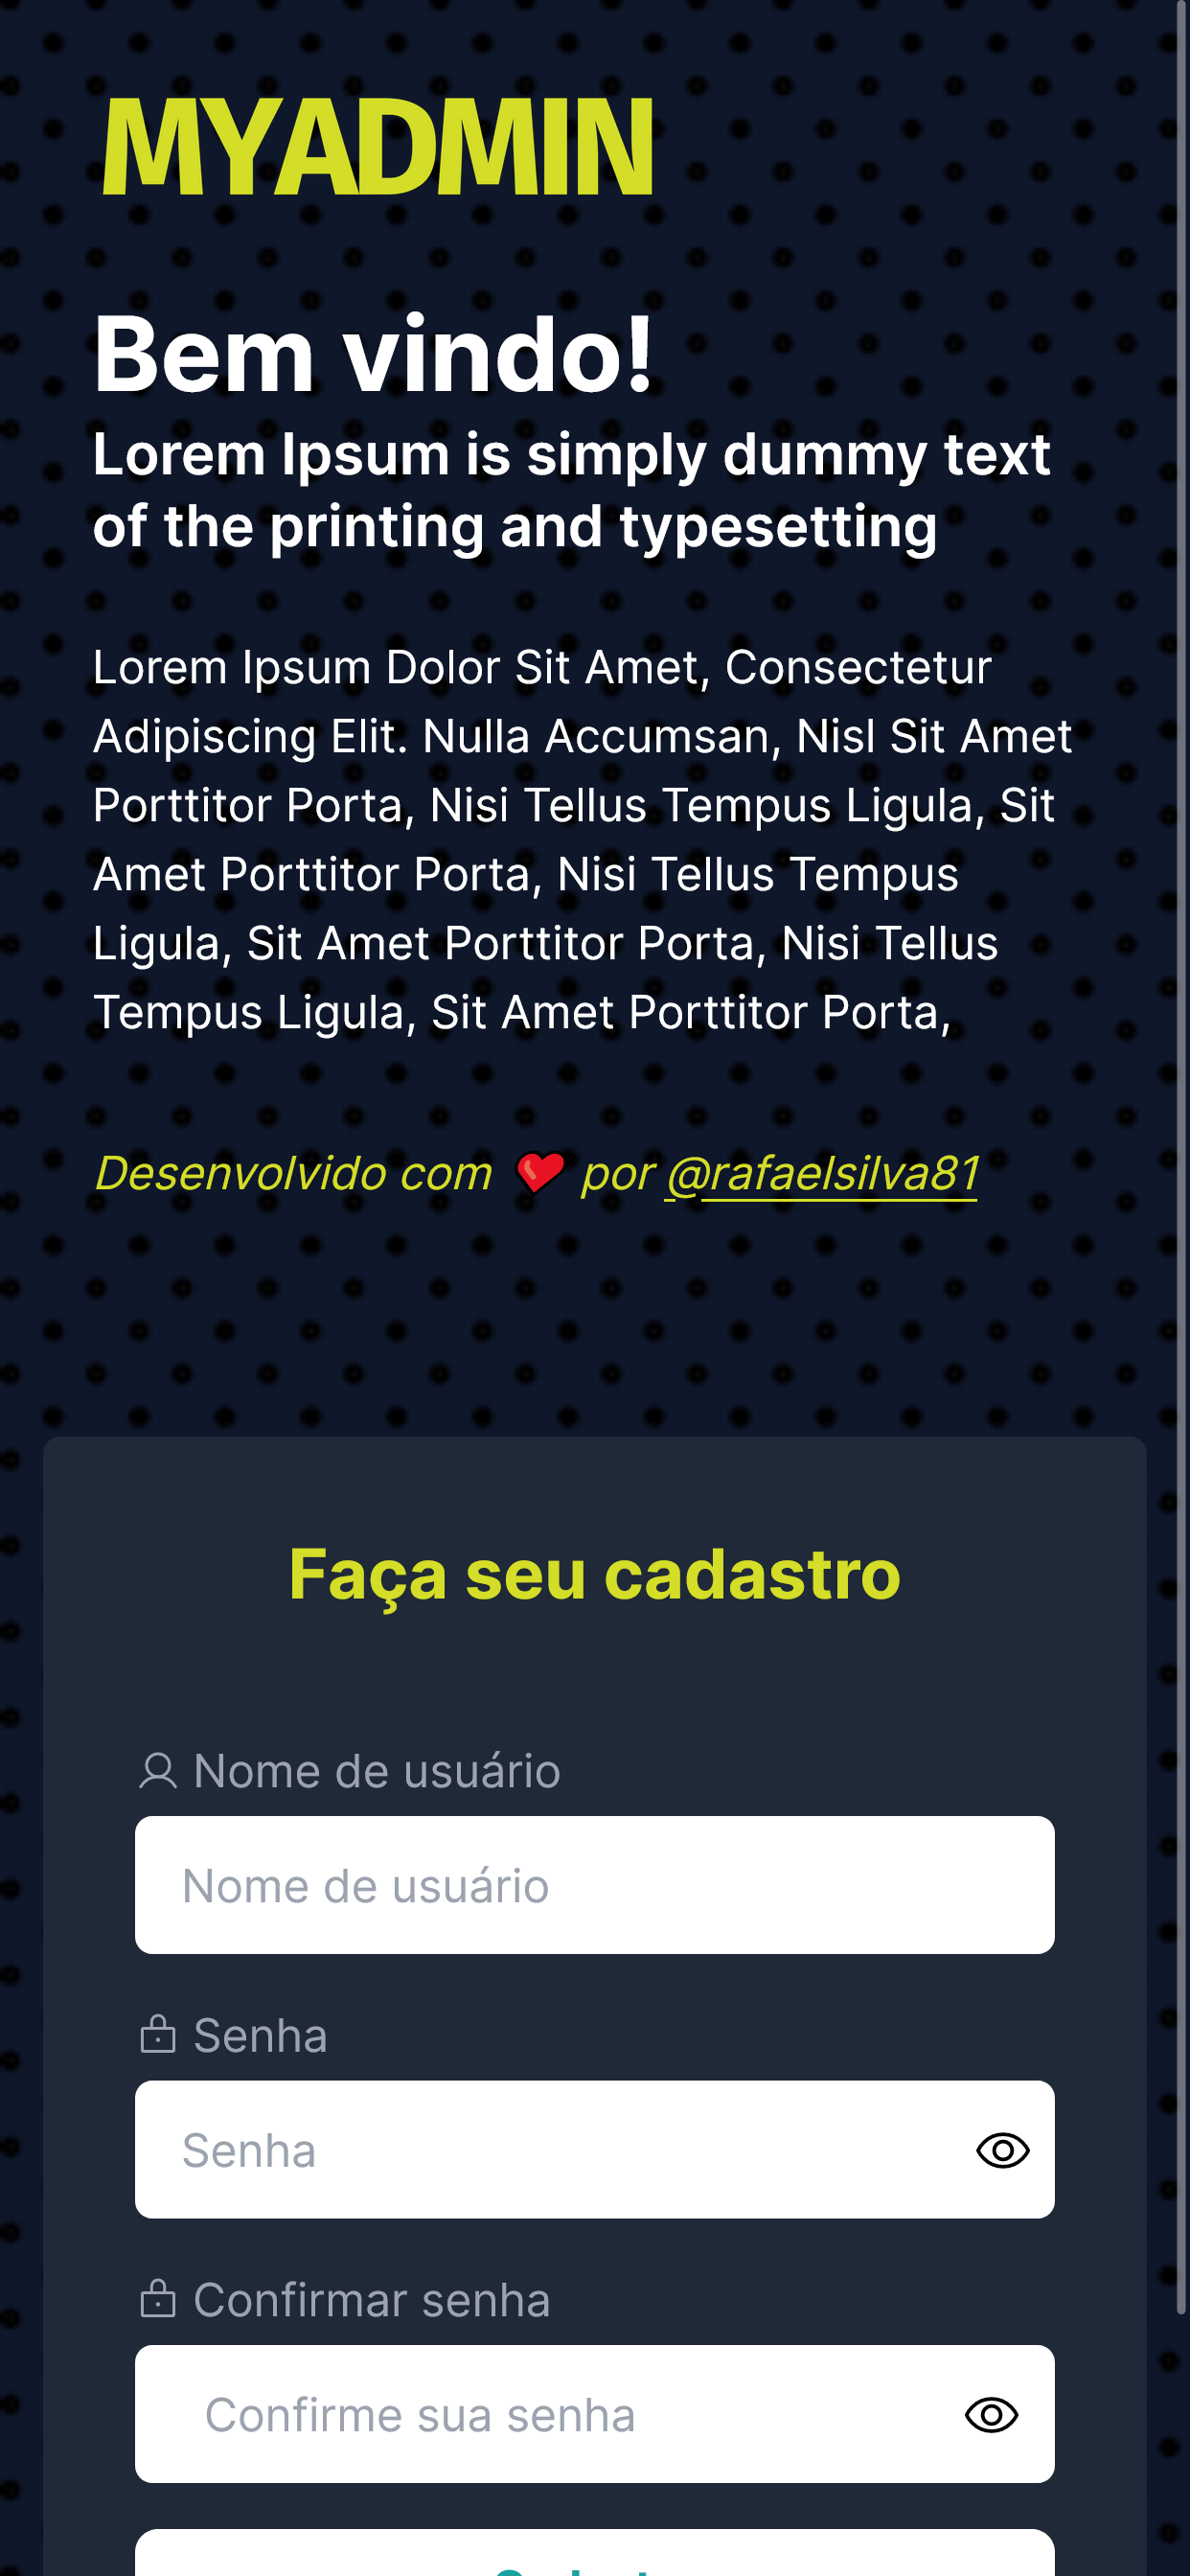 MYADMIN
Bem vindo!
Lorem Ipsum is simply dummy text
of the printing and typesetting
Lorem Ipsum Dolor Sit Amet, Consectetur
Adipiscing Elit. Nulla Accumsan, Nisl Sit Amet
Porttitor Porta, Nisi Tellus Tempus Ligula, Sit
Amet Porttitor Porta, Nisi Tellus Tempus
Ligula, Sit Amet Porttitor Porta, Nisi Tellus
Tempus Ligula, Sit Amet Porttitor Porta,
Desenvolvido com ❤️ por @rafaelsilva81
Faça seu cadastro
Nome de usuário
Nome de usuário
Senha
Senha
Confirmar senha
Confirme sua senha